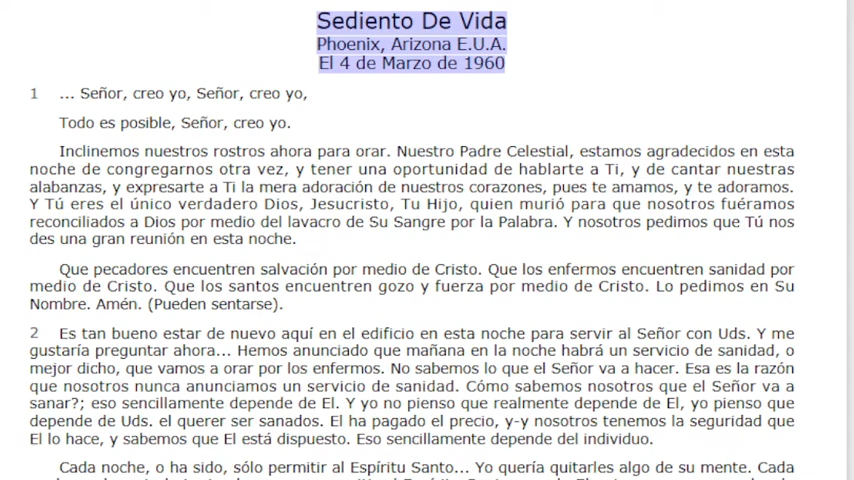 Sediento De Vida
Phoenix, Arizona E.U.A.
El 4 de Marzo de 1960
1 ... Señor, creo yo, Señor, creo yo,
Todo es posible, Señor, creo yo.
Inclinemos nuestros rostros ahora para orar. Nuestro Padre Celestial, estamos agradecidos en esta
noche de congregarnos otra vez, y tener una oportunidad de hablarte a Ti, y de cantar nuestras
alabanzas, y expresarte a Ti la mera adoración de nuestros corazones, pues te amamos, y te adoramos.
Y Tú eres el único verdadero Dios, Jesucristo, Tu Hijo, quien murió para que nosotros fuéramos
reconciliados a Dios por medio del lavacro de Su Sangre por la Palabra. Y nosotros pedimos que Tú nos
des una gran reunión en esta noche.
Que pecadores encuentren salvación por medio de Cristo. Que los enfermos encuentren sanidad por
medio de Cristo. Que los santos encuentren gozo y fuerza por medio de Cristo. Lo pedimos en Su
Nombre. Amén. (Pueden sentarse).
2 Es tan bueno estar de nuevo aquí en el edificio en esta noche para servir al Señor con Uds. Y me
gustaría preguntar ahora... Hemos anunciado que mañana en la noche habrá un servicio de sanidad, o
mejor dicho, que vamos a orar por los enfermos. No sabemos lo que el Señor va a hacer. Esa es la razón
que nosotros nunca anunciamos un servicio de sanidad. Cómo sabemos nosotros que el Señor va a
sanar?; eso sencillamente depende de El. Y yo no pienso que realmente depende de El, yo pienso que
depende de Uds. el querer ser sanados. El ha pagado el precio, y-y nosotros tenemos la seguridad que
El lo hace, y sabemos que El está dispuesto. Eso sencillamente depende del individuo.
Cada noche, o ha sido, sólo permitir al Espíritu Santo... Yo quería quitarles algo de su mente. Cada